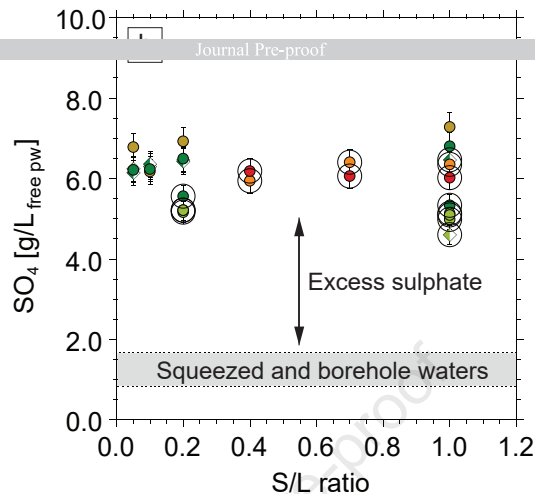 10.0
Journal Pre-proof
8.0
6.0
4.0
2.0
0.0
SO4 [g/Lfree pw]
Excess sulphate
Squeezed and borehole waters
0.0 0.2 0.4 0.6 0.8 1.0 1.2
S/L ratio